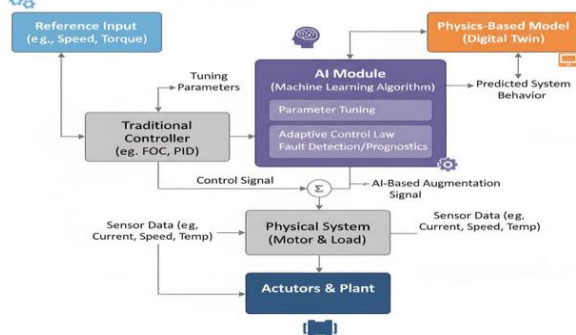 Reference Input
(e.g., Speed, Torque)
Physics-Based Model
(Digital Twin)
Tuning
Parameters
AI Module
(Machine Learning Algorithm)
Parameter Tuning
Adaptive Control Law
Fault Detection/Prognostics
Predicted System
Behavior
Traditional
Controller
(eg. FOC, PID)
Control Signal
Σ
AI-Based Augmentation
Signal
Sensor Data (eg,
Current, Speed, Temp)
Physical System
(Motor & Load)
Sensor Data (eg,
Current, Speed, Temp)
Actutors & Plant